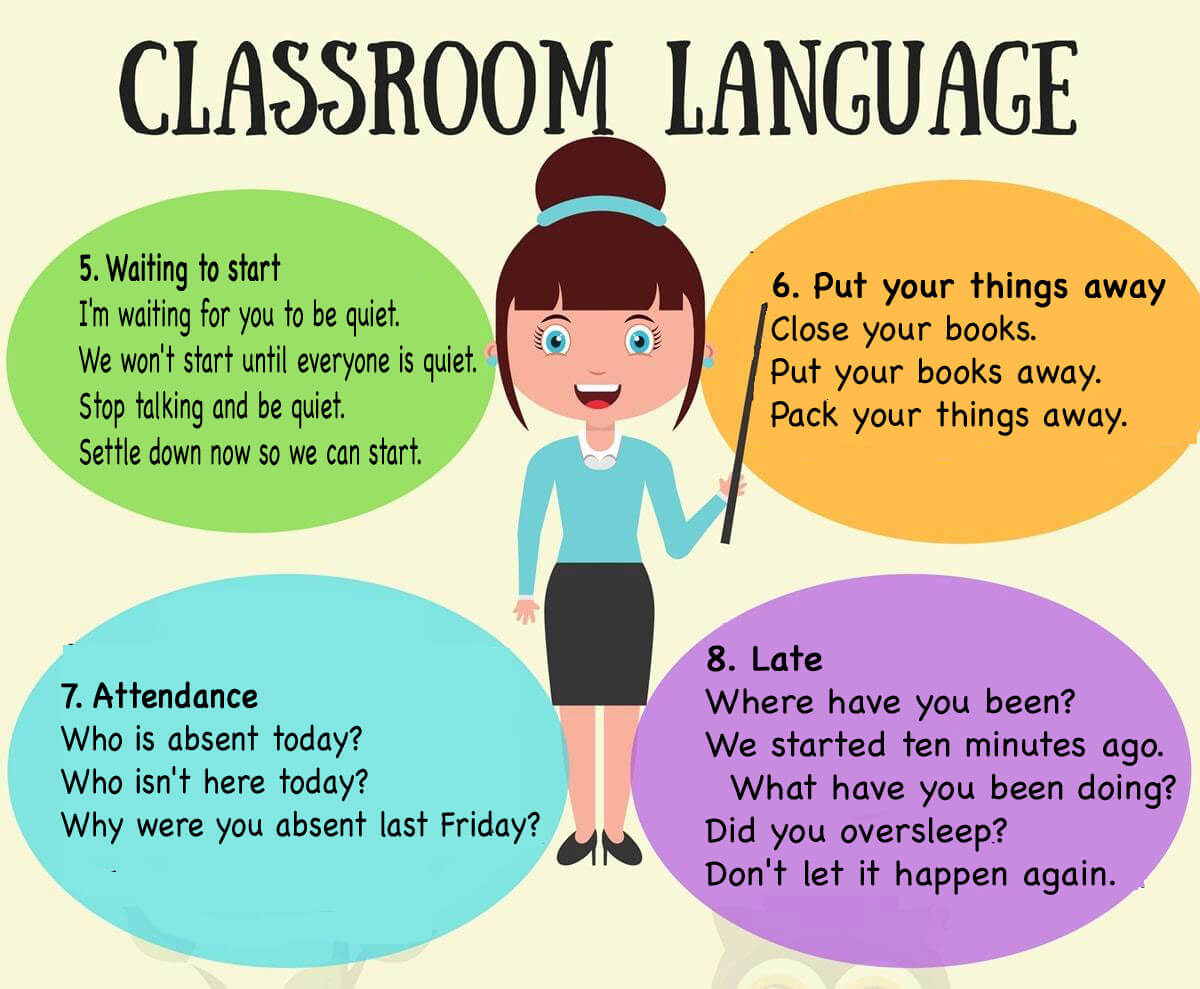 CLASSROOM LANGUAGE
5. Waiting to start
I'm waiting for you to be quiet.
We won't start until everyone is quiet.
Stop talking and be quiet.
Settle down now so we can start.
6. Put your things away
Close your books.
Put your books away.
Pack your things away.
7. Attendance
Who is absent today?
Who isn't here today?
Why were you absent last Friday?
8. Late
Where have you been?
We started ten minutes ago.
What have you been doing?
Did you oversleep?
Don't let it happen again.